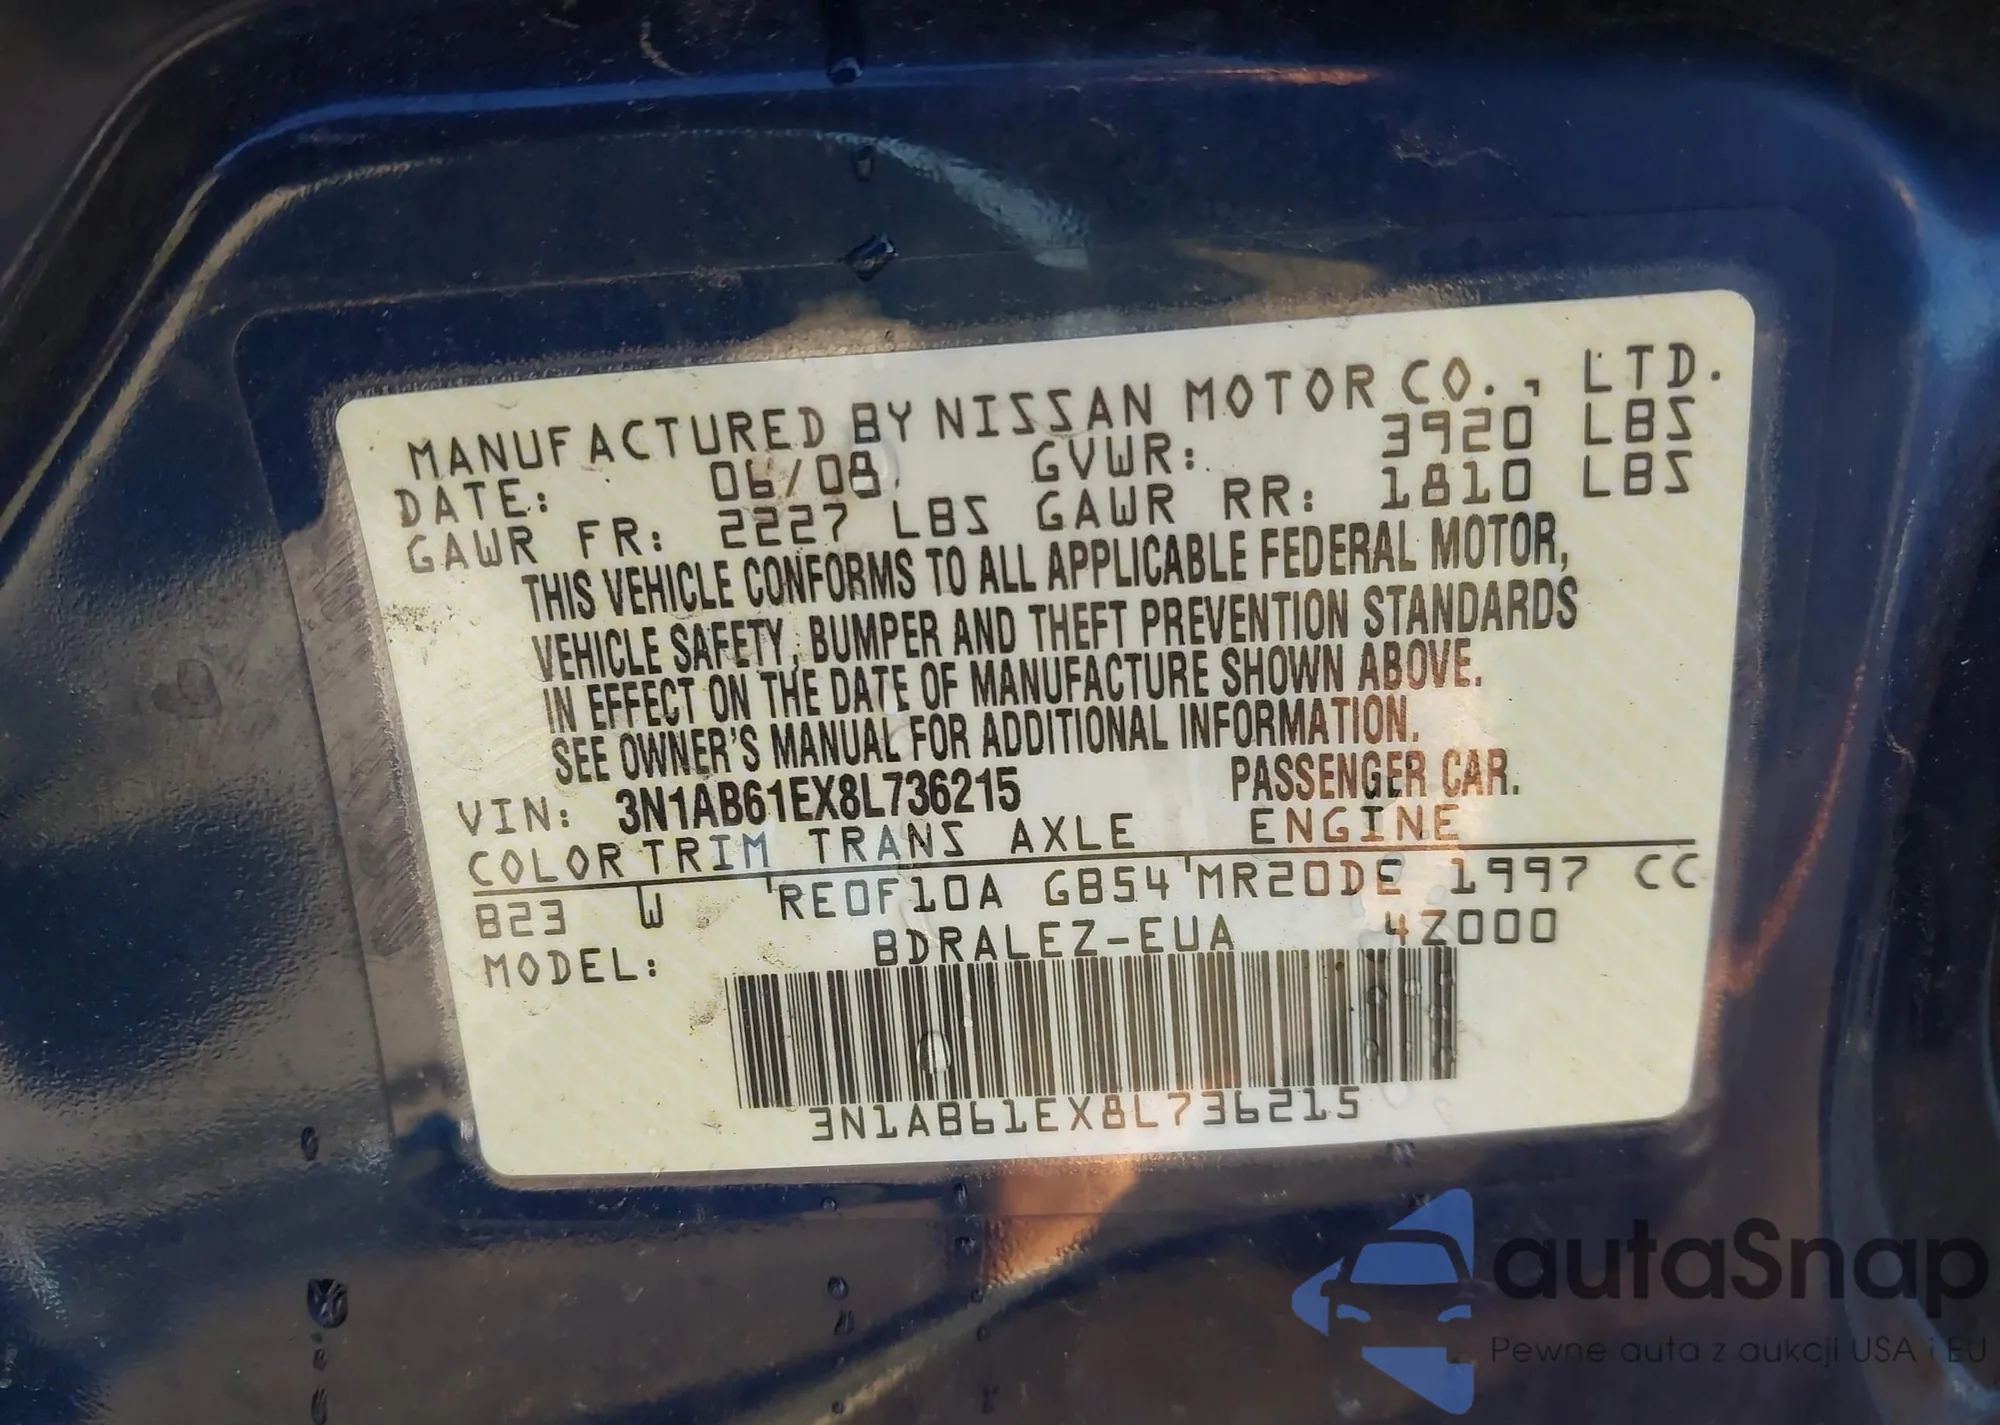 MANUFACTURED BY NISSAN MOTOR CO., LTD.
DATE: 06/08 GVWR: 3920 LBS
GAWR FR: 2227 LBS GAWR RR: 1810 LBS
THIS VEHICLE CONFORMS TO ALL APPLICABLE FEDERAL MOTOR,
VEHICLE SAFETY, BUMPER AND THEFT PREVENTION STANDARDS
IN EFFECT ON THE DATE OF MANUFACTURE SHOWN ABOVE.
SEE OWNER'S MANUAL FOR ADDITIONAL INFORMATION.
VIN: 3N1AB61EX8L736215 PASSENGER CAR.
COLOR TRIM TRANS AXLE ENGINE
B23 W RE0F10A GB54 MR20DE 1997 CC
MODEL: BDRALEZ-EUA 4Z000
3N1AB61EX8L736215
autaSnap
Pewne auta z aukcji USA i EU